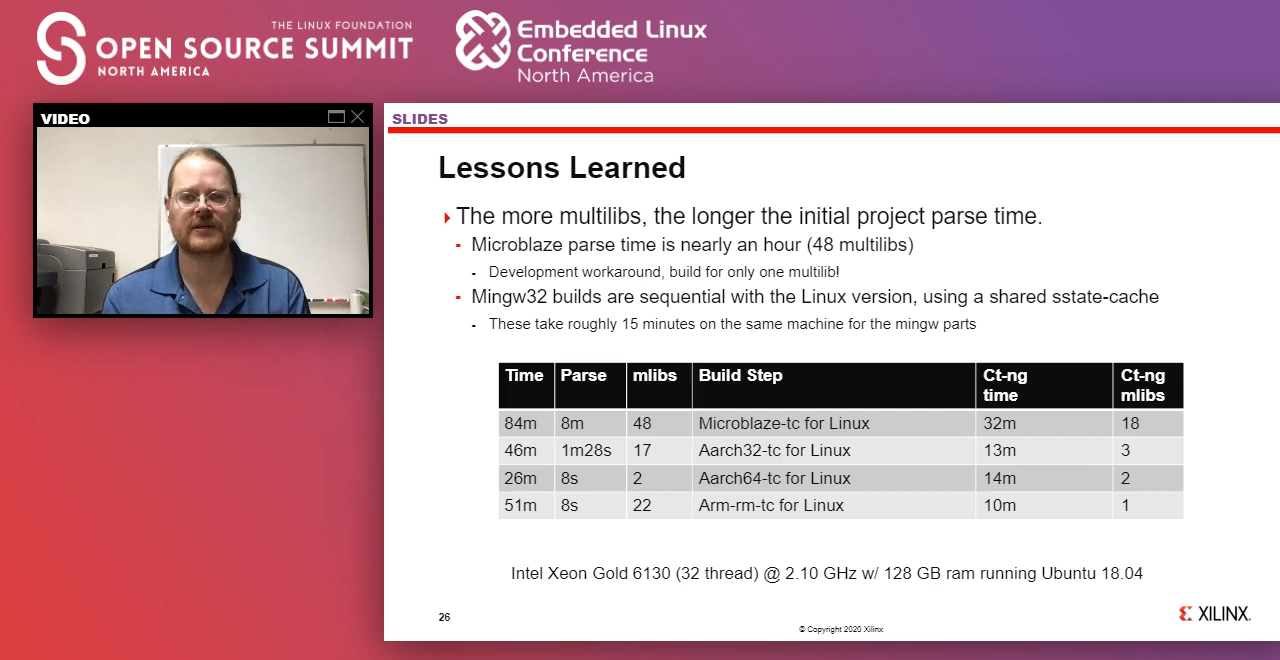 THE LINUX FOUNDATION
OPEN SOURCE SUMMIT
NORTH AMERICA
Embedded Linux
Conference
North America
VIDEO
SLIDES
Lessons Learned
The more multilibs, the longer the initial project parse time.
Microblaze parse time is nearly an hour (48 multilibs)
- Development workaround, build for only one multilib!
Mingw32 builds are sequential with the Linux version, using a shared sstate-cache
- These take roughly 15 minutes on the same machine for the mingw parts
Time Parse mlibs Build Step Ct-ng time Ct-ng mlibs
84m 8m 48 Microblaze-tc for Linux 32m 18
46m 1m28s 17 Aarch32-tc for Linux 13m 3
26m 8s 2 Aarch64-tc for Linux 14m 2
51m 8s 22 Arm-rm-tc for Linux 10m 1
Intel Xeon Gold 6130 (32 thread) @ 2.10 GHz w/ 128 GB ram running Ubuntu 18.04
26
© Copyright 2020 Xilinx
XILINX.